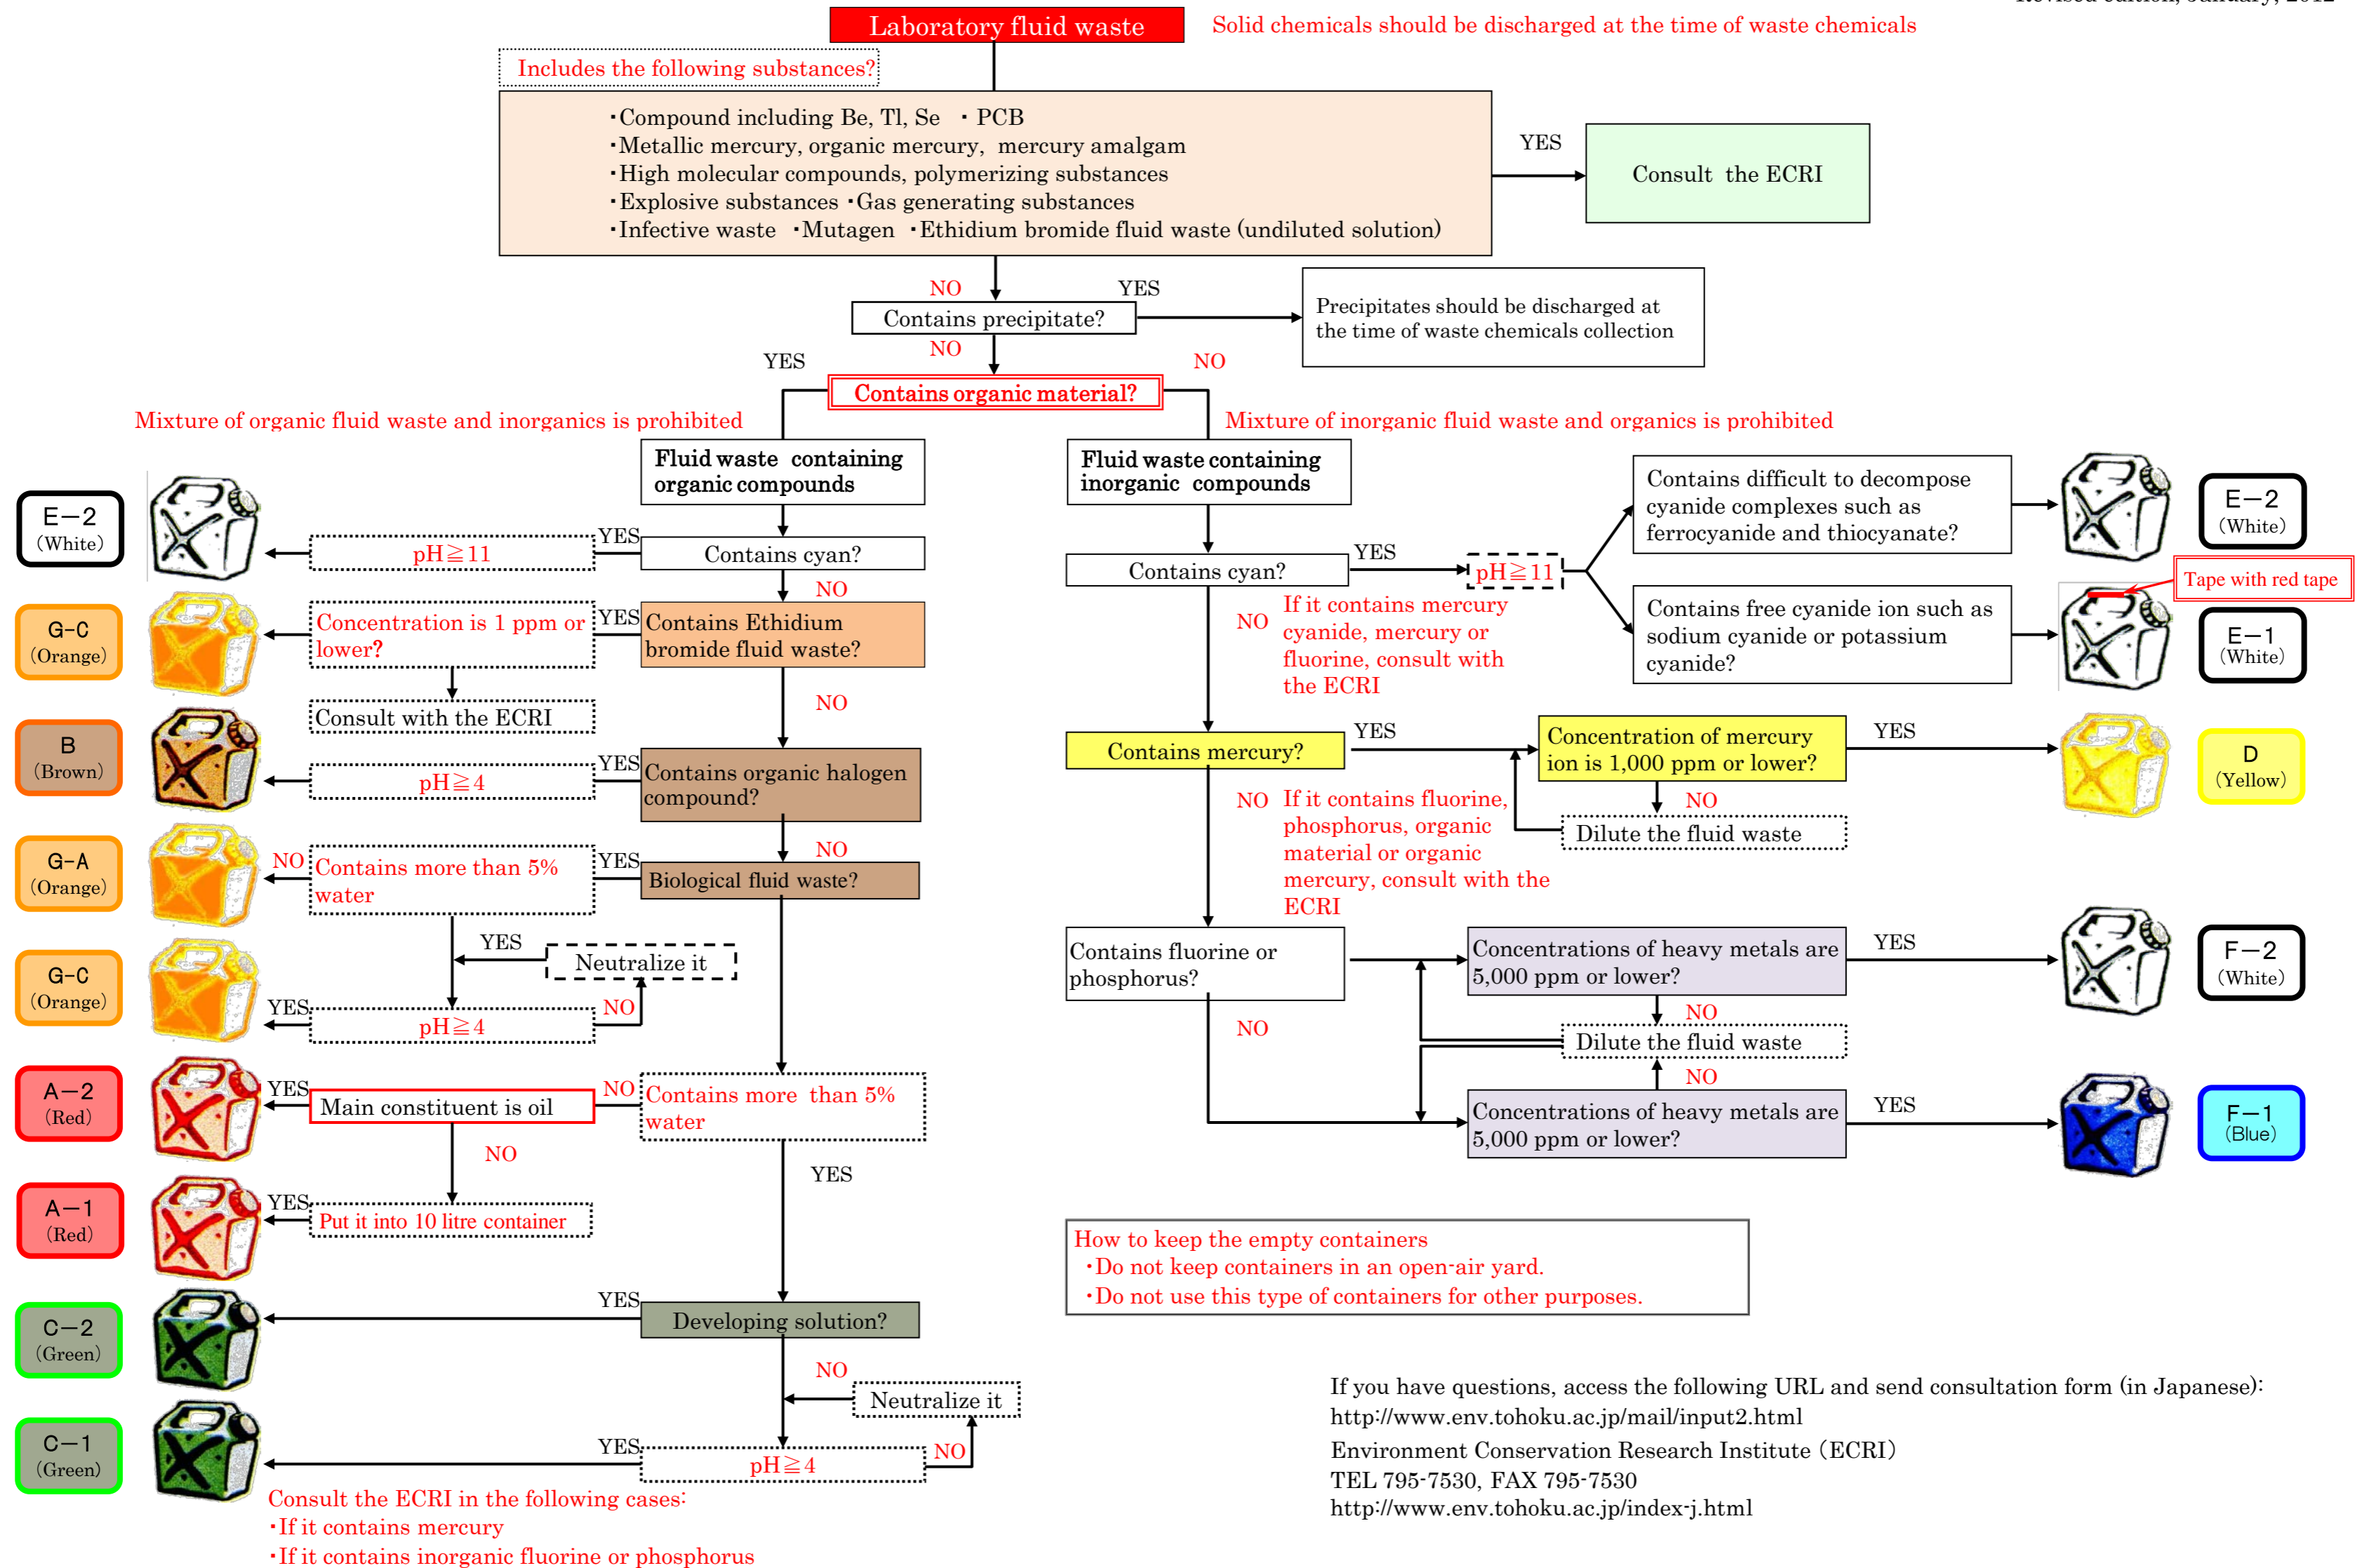 Revised edition, January, 2012
Laboratory fluid waste
Solid chemicals should be discharged at the time of waste chemicals
Includes the following substances?
・Compound including Be, Tl, Se ・ PCB
・Metallic mercury, organic mercury, mercury amalgam
・High molecular compounds, polymerizing substances
・Explosive substances ・Gas generating substances
・Infective waste ・Mutagen ・Ethidium bromide fluid waste (undiluted solution)
YES
Consult the ECRI
NO
YES
Contains precipitate?
Precipitates should be discharged at
the time of waste chemicals collection
NO
YES
NO
Contains organic material?
Mixture of organic fluid waste and inorganics is prohibited
Mixture of inorganic fluid waste and organics is prohibited
Fluid waste containing
organic compounds
E－2
(White)
pH≧11
YES
Contains cyan?
NO
G-C
(Orange)
Concentration is 1 ppm or
lower?
YES
Contains Ethidium
bromide fluid waste?
Consult with the ECRI
NO
B
(Brown)
pH≧4
YES
Contains organic halogen
compound?
NO
G-A
(Orange)
NO
Contains more than 5%
water
YES
Biological fluid waste?
YES
Neutralize it
G-C
(Orange)
YES
pH≧4
NO
A－2
(Red)
YES
Main constituent is oil
NO
Contains more than 5%
water
NO
YES
A－1
(Red)
YES
Put it into 10 litre container
C－2
(Green)
YES
Developing solution?
NO
Neutralize it
C－1
(Green)
YES
pH≧4
NO
Consult the ECRI in the following cases:
・If it contains mercury
・If it contains inorganic fluorine or phosphorus
Fluid waste containing
inorganic compounds
Contains cyan?
YES
pH≧11
Contains difficult to decompose
cyanide complexes such as
ferrocyanide and thiocyanate?
E－2
(White)
Tape with red tape
Contains free cyanide ion such as
sodium cyanide or potassium
cyanide?
E－1
(White)
NO
If it contains mercury
cyanide, mercury or
fluorine, consult with
the ECRI
Contains mercury?
YES
Concentration of mercury
ion is 1,000 ppm or lower?
YES
D
(Yellow)
NO
Dilute the fluid waste
NO
If it contains fluorine,
phosphorus, organic
material or organic
mercury, consult with the
ECRI
Contains fluorine or
phosphorus?
Concentrations of heavy metals are
5,000 ppm or lower?
YES
F－2
(White)
NO
NO
Dilute the fluid waste
NO
Concentrations of heavy metals are
5,000 ppm or lower?
YES
F－1
(Blue)
How to keep the empty containers
・Do not keep containers in an open-air yard.
・Do not use this type of containers for other purposes.
If you have questions, access the following URL and send consultation form (in Japanese):
http://www.env.tohoku.ac.jp/mail/input2.html
Environment Conservation Research Institute (ECRI)
TEL 795-7530, FAX 795-7530
http://www.env.tohoku.ac.jp/index-j.html